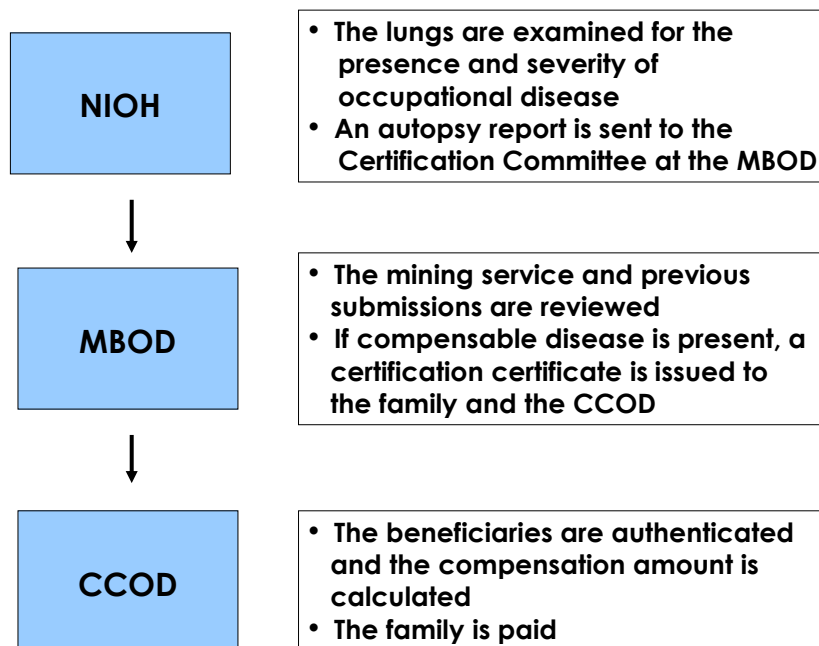 NIOH
• The lungs are examined for the
presence and severity of
occupational disease
• An autopsy report is sent to the
Certification Committee at the MBOD
MBOD
• The mining service and previous
submissions are reviewed
• If compensable disease is present, a
certification certificate is issued to
the family and the CCOD
CCOD
• The beneficiaries are authenticated
and the compensation amount is
calculated
• The family is paid